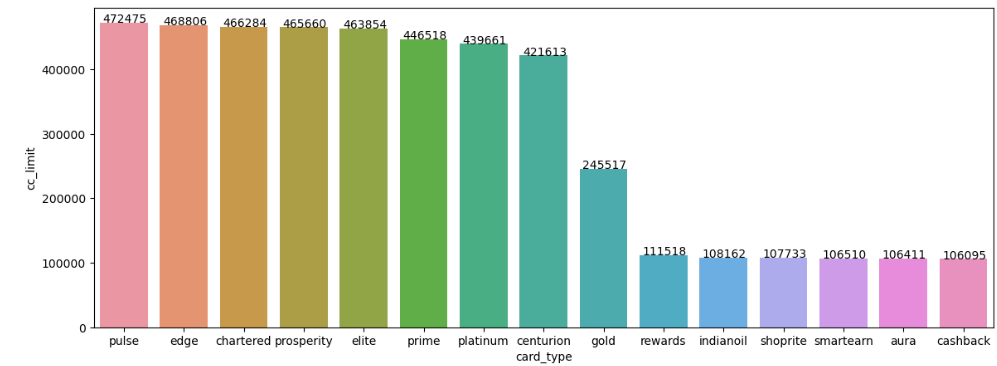 472475 468806 466284 465660 463854 446518 439661 421613 245517 111518 108162 107733 106510 106411 106095
400000
300000
200000
100000
0
cc_limit
pulse edge chartered prosperity elite prime platinum centurion gold rewards indianoil shoprite smartearn aura cashback
card_type